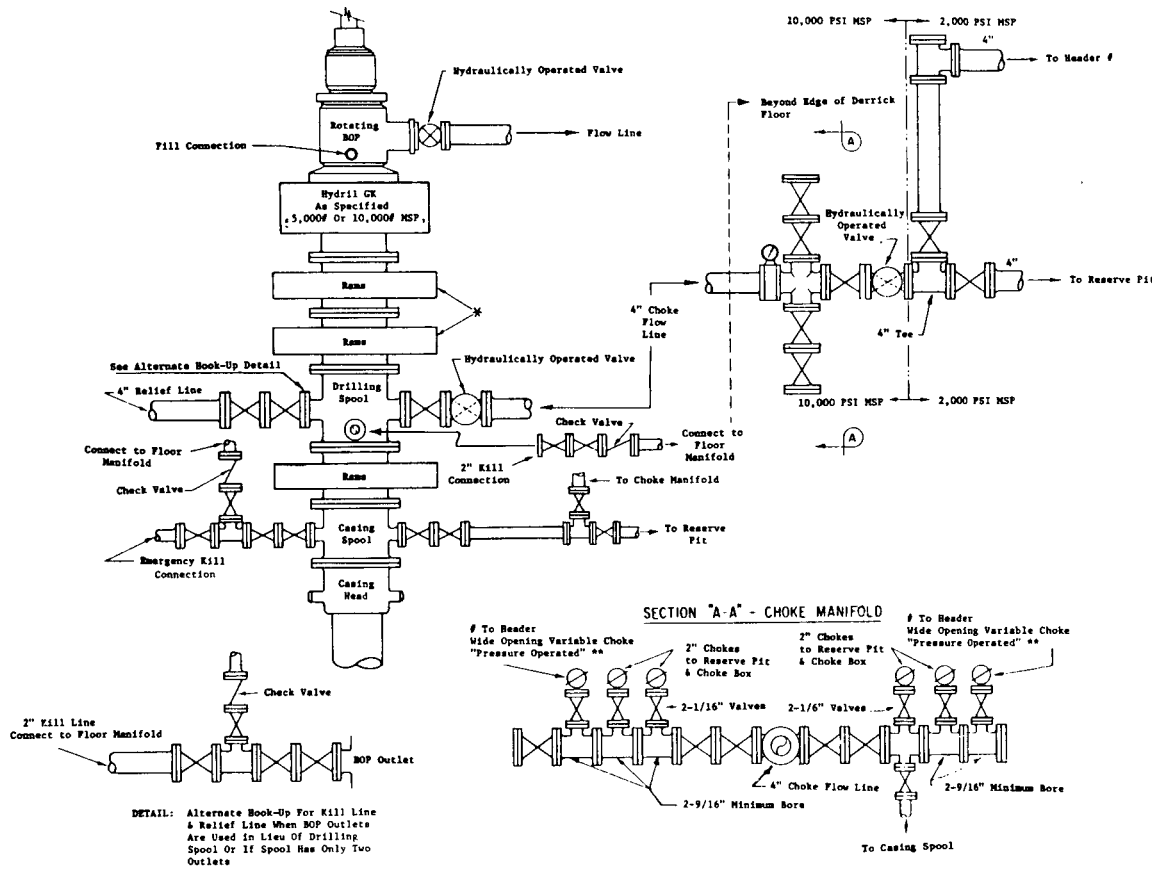 10,000 PSI MSP
2,000 PSI MSP
4"
To Header #
Hydraulically Operated Valve
Beyond Edge of Derrick
Floor
Rotating
BOP
Flow Line
A
Fill Connection
Hydril GK
As Specified
5,000# Or 10,000# MSP
Hydraulically
Operated
Valve
4"
To Reserve Pit
Rams
*
4" Choke
Flow
Line
4" Tee
Rams
See Alternate Hook-Up Detail
Hydraulically Operated Valve
4" Relief Line
Drilling
Spool
10,000 PSI MSP
2,000 PSI MSP
Check Valve
A
Connect to Floor
Manifold
Connect to
Floor
Manifold
2" Kill
Connection
Check Valve
Rams
To Choke Manifold
Casing
Spool
To Reserve
Pit
Emergency Kill
Connection
Casing
Head
SECTION "A-A" - CHOKE MANIFOLD
# To Header
Wide Opening Variable Choke
"Pressure Operated" **
2" Chokes
to Reserve Pit
& Choke Box
2" Chokes
to Reserve Pit
& Choke Box
# To Header
Wide Opening Variable Choke
"Pressure Operated" **
Check Valve
2-1/16" Valves
2-1/6" Valves
2" Kill Line
Connect to Floor Manifold
BOP Outlet
4" Choke Flow Line
2-9/16" Minimum Bore
2-9/16" Minimum Bore
To Casing Spool
DETAIL: Alternate Hook-Up For Kill Line
& Relief Line When BOP Outlets
Are Used in Lieu Of Drilling
Spool Or If Spool Has Only Two
Outlets